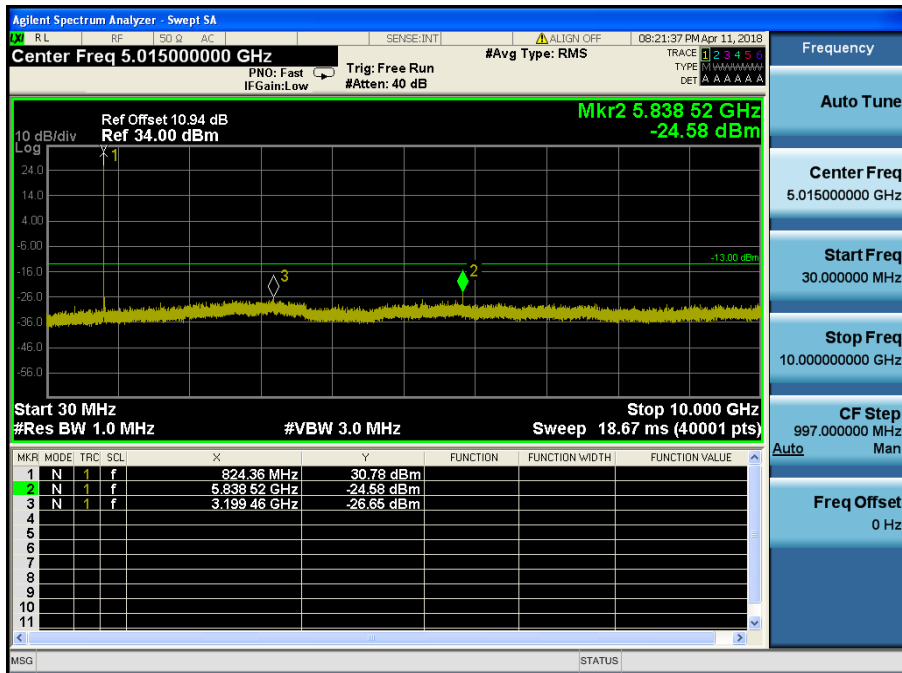 Agilent Spectrum Analyzer - Swept SA
LXI RL RF 50 Ω AC SENSE:INT ALIGN OFF 08:21:37 PM Apr 11, 2018
Center Freq 5.015000000 GHz
PNO: Fast
IFGain:Low
Trig: Free Run
#Atten: 40 dB
#Avg Type: RMS
TRACE 1 2 3 4 5 6
TYPE M WWWWW
DET A A A A A A
Frequency
Auto Tune
Center Freq
5.015000000 GHz
Start Freq
30.000000 MHz
Stop Freq
10.000000000 GHz
CF Step
997.000000 MHz
Auto Man
Freq Offset
0 Hz
Mkr2 5.838 52 GHz
-24.58 dBm
Ref Offset 10.94 dB
10 dB/div Ref 34.00 dBm
Log
1
24.0
14.0
4.00
-6.00
-13.00 dBm
-16.0
3
2
-26.0
-36.0
-46.0
-56.0
Start 30 MHz Stop 10.000 GHz
#Res BW 1.0 MHz #VBW 3.0 MHz Sweep 18.67 ms (40001 pts)
MKR MODE TRC SCL X Y FUNCTION FUNCTION WIDTH FUNCTION VALUE
1 N 1 f 824.36 MHz 30.78 dBm
2 N 1 f 5.838 52 GHz -24.58 dBm
3 N 1 f 3.199 46 GHz -26.65 dBm
4
5
6
7
8
9
10
11
MSG STATUS